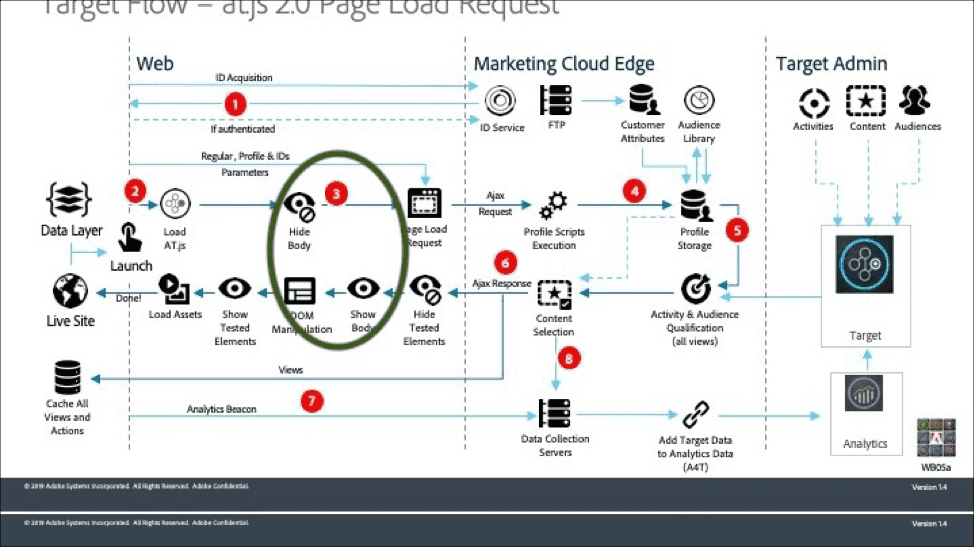 Target Flow – at.js 2.0 Page Load Request
Web
Marketing Cloud Edge
Target Admin
ID Acquisition
1
If authenticated
ID Service
FTP
Customer
Attributes
Audience
Library
Activities
Content
Audiences
Regular, Profile & IDs
Parameters
2
3
4
5
Data Layer
Launch
Load
AT.js
Hide
Body
Page Load
Request
Ajax
Request
Profile Scripts
Execution
Profile
Storage
6
Ajax Response
Live Site
Done!
Load Assets
Show
Tested
Elements
DOM
Manipulation
Show
Body
Hide
Tested
Elements
Content
Selection
Activity & Audience
Qualification
(all views)
Target
8
Views
Cache All
Views and
Actions
7
Analytics Beacon
Data Collection
Servers
Add Target Data
to Analytics Data
(A4T)
Analytics
WB0Sa
© 2019 Adobe Systems Incorporated. All Rights Reserved. Adobe Confidential.
Version 1.4
© 2019 Adobe Systems Incorporated. All Rights Reserved. Adobe Confidential.
Version 1.4